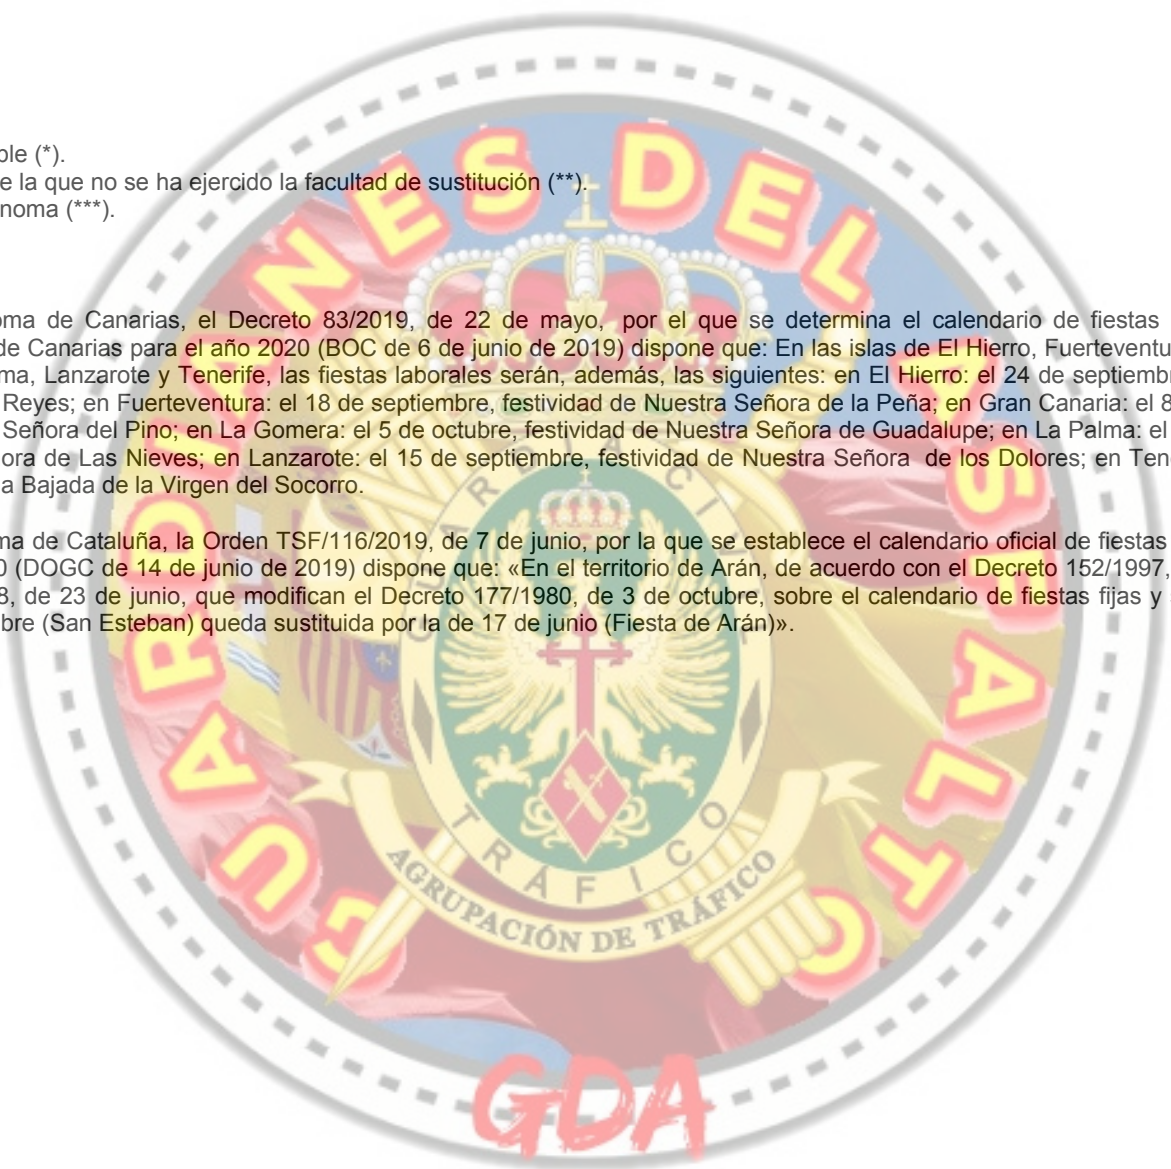 ble (*).
e la que no se ha ejercido la facultad de sustitución (**).
noma (***).
oma de Canarias, el Decreto 83/2019, de 22 de mayo, por el que se determina el calendario de fiestas
de Canarias para el año 2020 (BOC de 6 de junio de 2019) dispone que: En las islas de El Hierro, Fuerteventu
ma, Lanzarote y Tenerife, las fiestas laborales serán, además, las siguientes: en El Hierro: el 24 de septiembr
Reyes; en Fuerteventura: el 18 de septiembre, festividad de Nuestra Señora de la Peña; en Gran Canaria: el 8
Señora del Pino; en La Gomera: el 5 de octubre, festividad de Nuestra Señora de Guadalupe; en La Palma: el
ora de Las Nieves; en Lanzarote: el 15 de septiembre, festividad de Nuestra Señora de los Dolores; en Tene
a Bajada de la Virgen del Socorro.
ma de Cataluña, la Orden TSF/116/2019, de 7 de junio, por la que se establece el calendario oficial de fiestas
0 (DOGC de 14 de junio de 2019) dispone que: «En el territorio de Arán, de acuerdo con el Decreto 152/1997,
8, de 23 de junio, que modifican el Decreto 177/1980, de 3 de octubre, sobre el calendario de fiestas fijas y
bre (San Esteban) queda sustituida por la de 17 de junio (Fiesta de Arán)».
GUARDIANES DEL ASFALTO
GUARDIA CIVIL
TRÁFICO
AGRUPACIÓN DE TRÁFICO
GDA